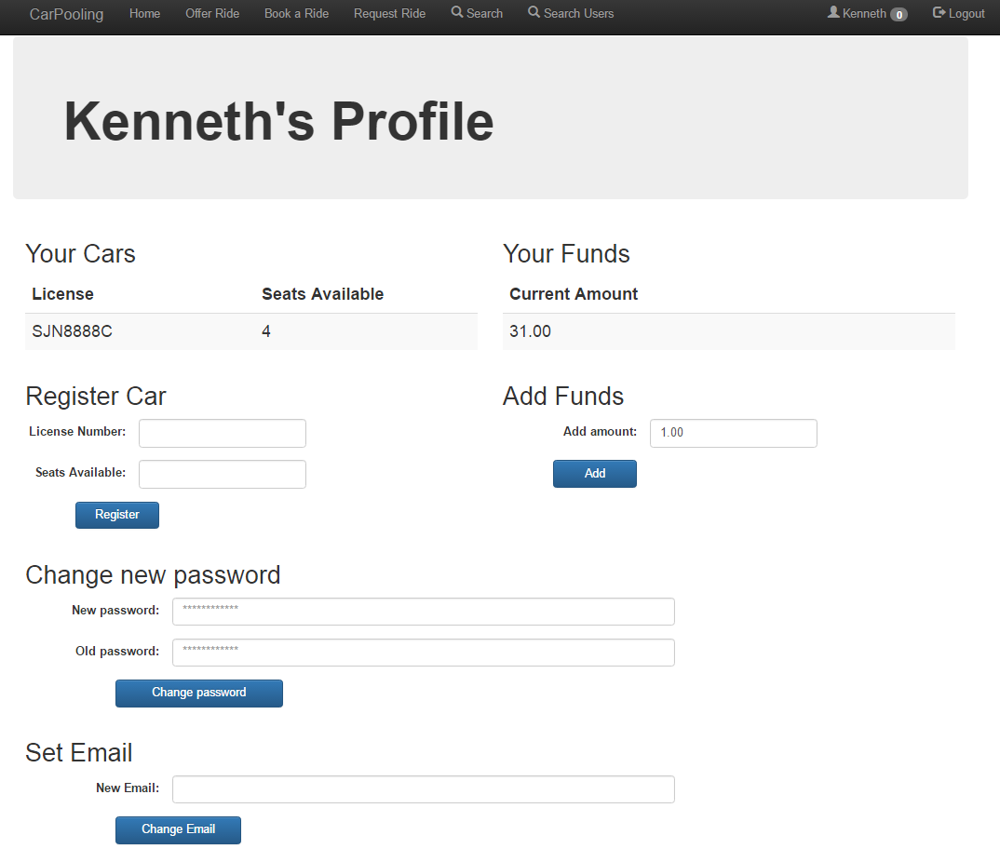 CarPooling Home Offer Ride Book a Ride Request Ride Search Search Users Kenneth 0 Logout
Kenneth's Profile
Your Cars
License Seats Available
SJN8888C 4
Your Funds
Current Amount
31.00
Register Car
License Number:
Seats Available:
Register
Add Funds
Add amount: 1.00
Add
Change new password
New password: ************
Old password: ************
Change password
Set Email
New Email:
Change Email